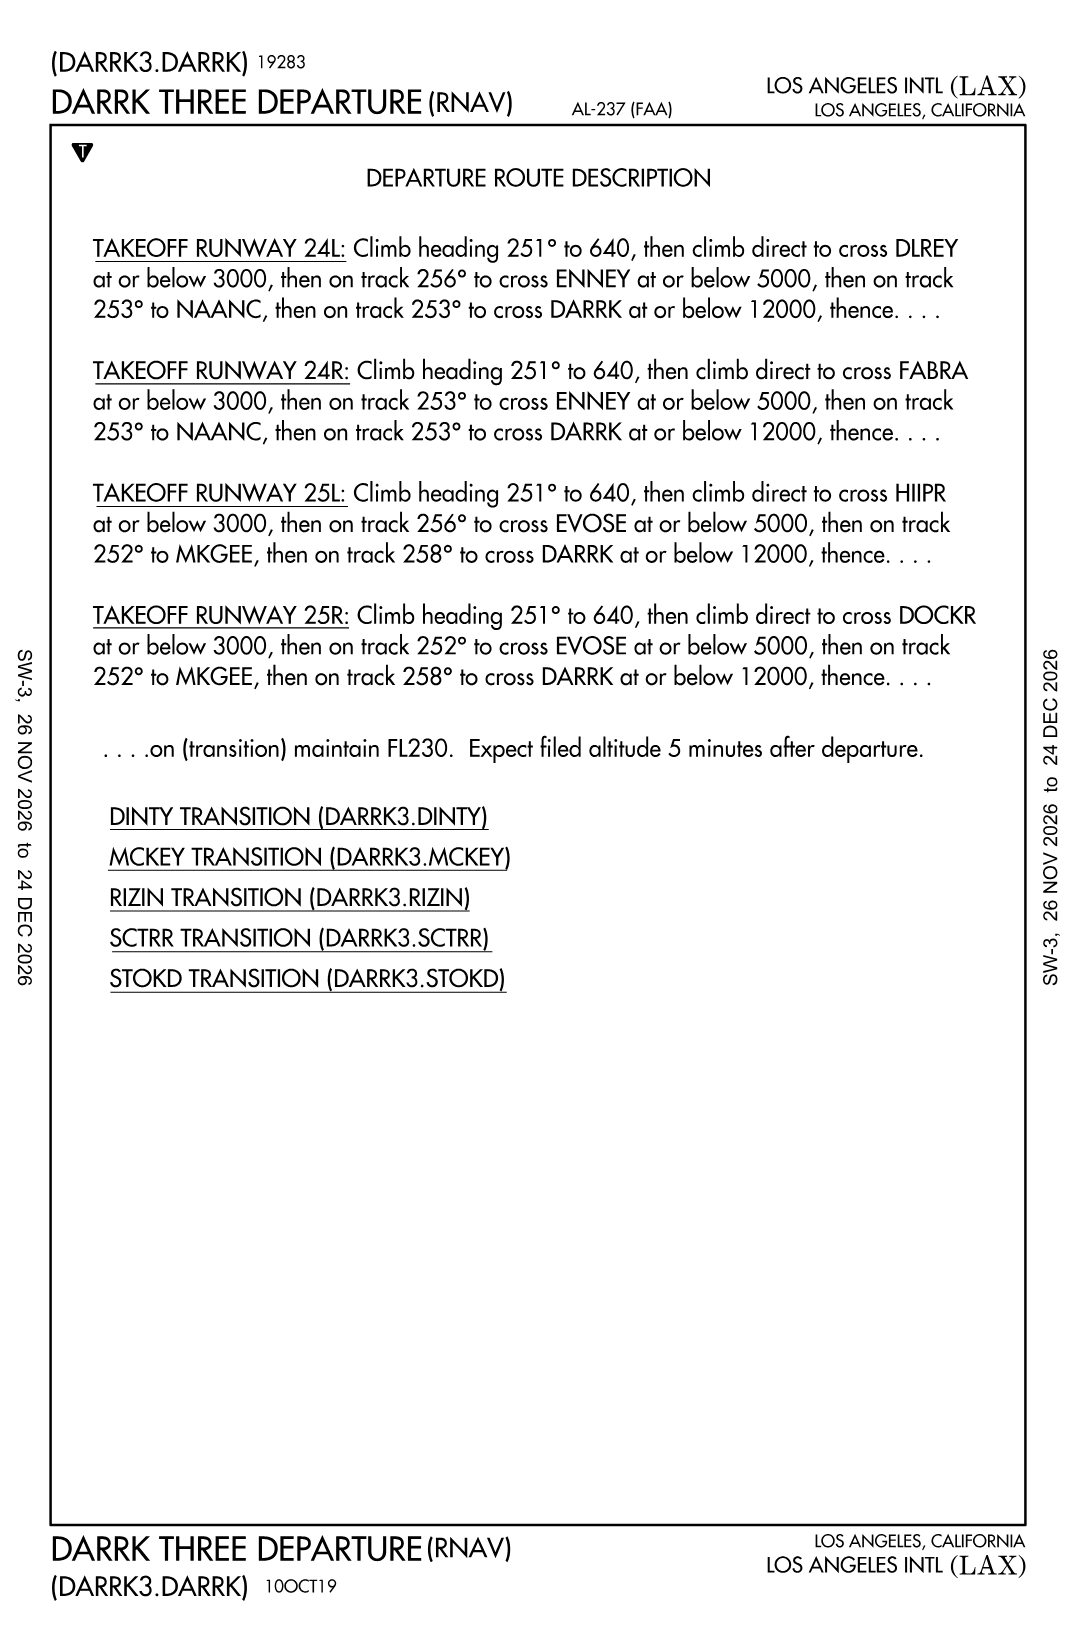 (DARRK3.DARRK) 19283
DARRK THREE DEPARTURE (RNAV)
AL-237 (FAA)
LOS ANGELES INTL (LAX)
LOS ANGELES, CALIFORNIA
T
DEPARTURE ROUTE DESCRIPTION
TAKEOFF RUNWAY 24L: Climb heading 251° to 640, then climb direct to cross DLREY
at or below 3000, then on track 256° to cross ENNEY at or below 5000, then on track
253° to NAANC, then on track 253° to cross DARRK at or below 12000, thence. . . .
TAKEOFF RUNWAY 24R: Climb heading 251° to 640, then climb direct to cross FABRA
at or below 3000, then on track 253° to cross ENNEY at or below 5000, then on track
253° to NAANC, then on track 253° to cross DARRK at or below 12000, thence. . . .
TAKEOFF RUNWAY 25L: Climb heading 251° to 640, then climb direct to cross HIIPR
at or below 3000, then on track 256° to cross EVOSE at or below 5000, then on track
252° to MKGEE, then on track 258° to cross DARRK at or below 12000, thence. . . .
TAKEOFF RUNWAY 25R: Climb heading 251° to 640, then climb direct to cross DOCKR
at or below 3000, then on track 252° to cross EVOSE at or below 5000, then on track
252° to MKGEE, then on track 258° to cross DARRK at or below 12000, thence. . . .
. . . .on (transition) maintain FL230. Expect filed altitude 5 minutes after departure.
DINTY TRANSITION (DARRK3.DINTY)
MCKEY TRANSITION (DARRK3.MCKEY)
RIZIN TRANSITION (DARRK3.RIZIN)
SCTRR TRANSITION (DARRK3.SCTRR)
STOKD TRANSITION (DARRK3.STOKD)
SW-3, 26 NOV 2026 to 24 DEC 2026
SW-3, 26 NOV 2026 to 24 DEC 2026
DARRK THREE DEPARTURE (RNAV)
(DARRK3.DARRK) 10OCT19
LOS ANGELES, CALIFORNIA
LOS ANGELES INTL (LAX)